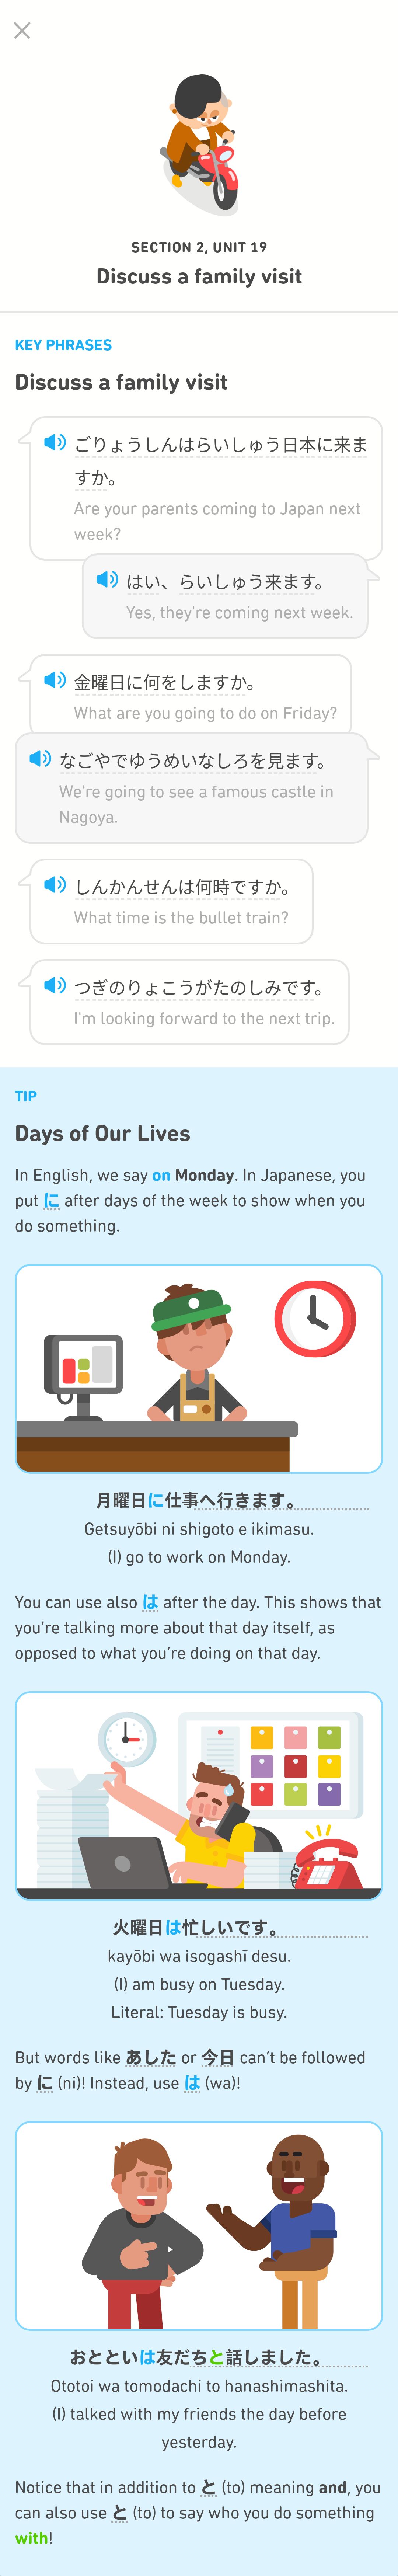 SECTION 2, UNIT 19
Discuss a family visit
KEY PHRASES
Discuss a family visit
ごりょうしんはらいしゅう日本に来ま
すか。
Are your parents coming to Japan next
week?
はい、らいしゅう来ます。
Yes, they're coming next week.
金曜日に何をしますか。
What are you going to do on Friday?
なごやでゆうめいなしろを見ます。
We're going to see a famous castle in
Nagoya.
しんかんせんは何時ですか。
What time is the bullet train?
つぎのりょこうがたのしみです。
I'm looking forward to the next trip.
TIP
Days of Our Lives
In English, we say on Monday. In Japanese, you
put に after days of the week to show when you
do something.
月曜日に仕事へ行きます。
Getsuyōbi ni shigoto e ikimasu.
(I) go to work on Monday.
You can use also は after the day. This shows that
you're talking more about that day itself, as
opposed to what you're doing on that day.
火曜日は忙しいです。
kayōbi wa isogashī desu.
(I) am busy on Tuesday.
Literal: Tuesday is busy.
But words like あした or 今日 can't be followed
by に (ni)! Instead, use は (wa)!
おとといは友だちと話しました。
Ototoi wa tomodachi to hanashimashita.
(I) talked with my friends the day before
yesterday.
Notice that in addition to と (to) meaning and, you
can also use と (to) to say who you do something
with!